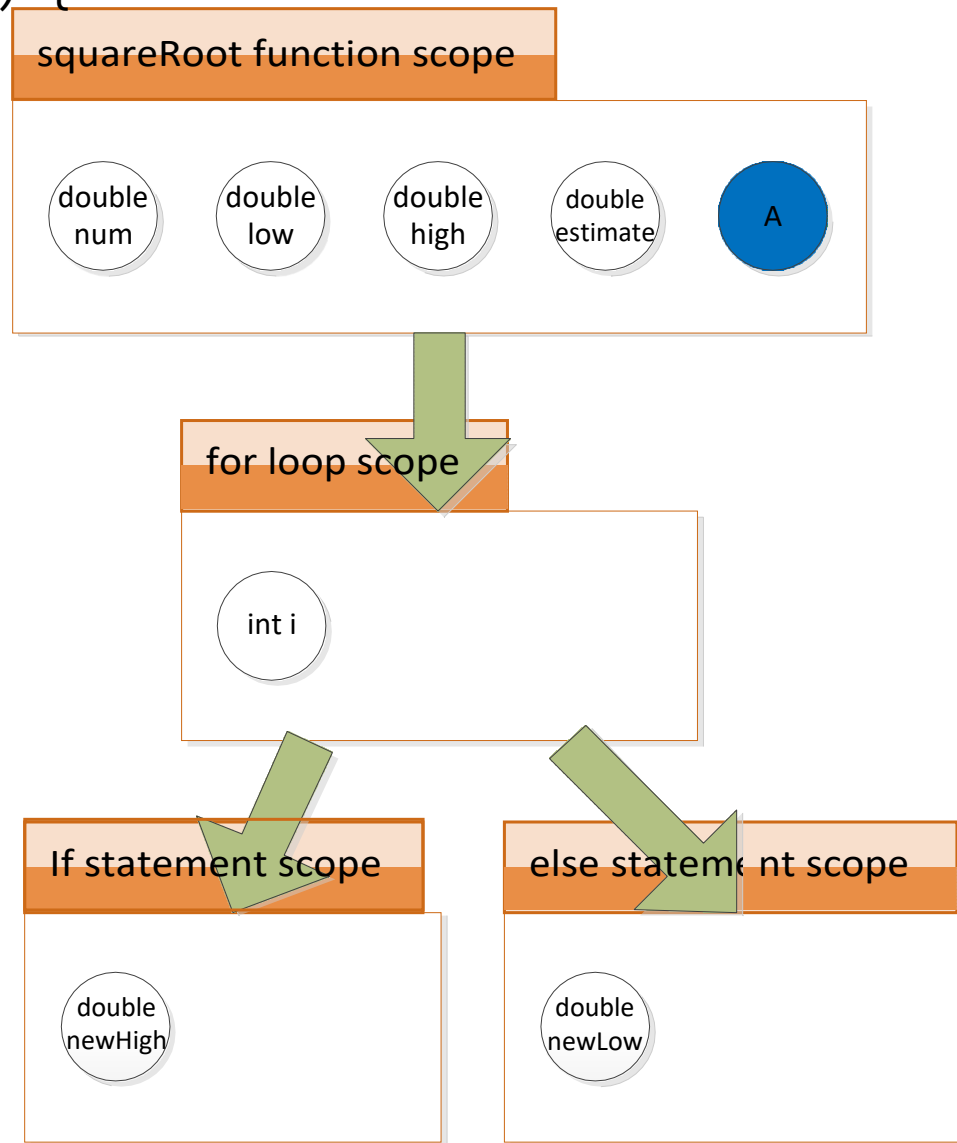 ) {
squareRoot function scope
double
num
double
low
double
high
double
estimate
A
for loop scope
int i
If statement scope
else statement scope
double
newHigh
double
newLow